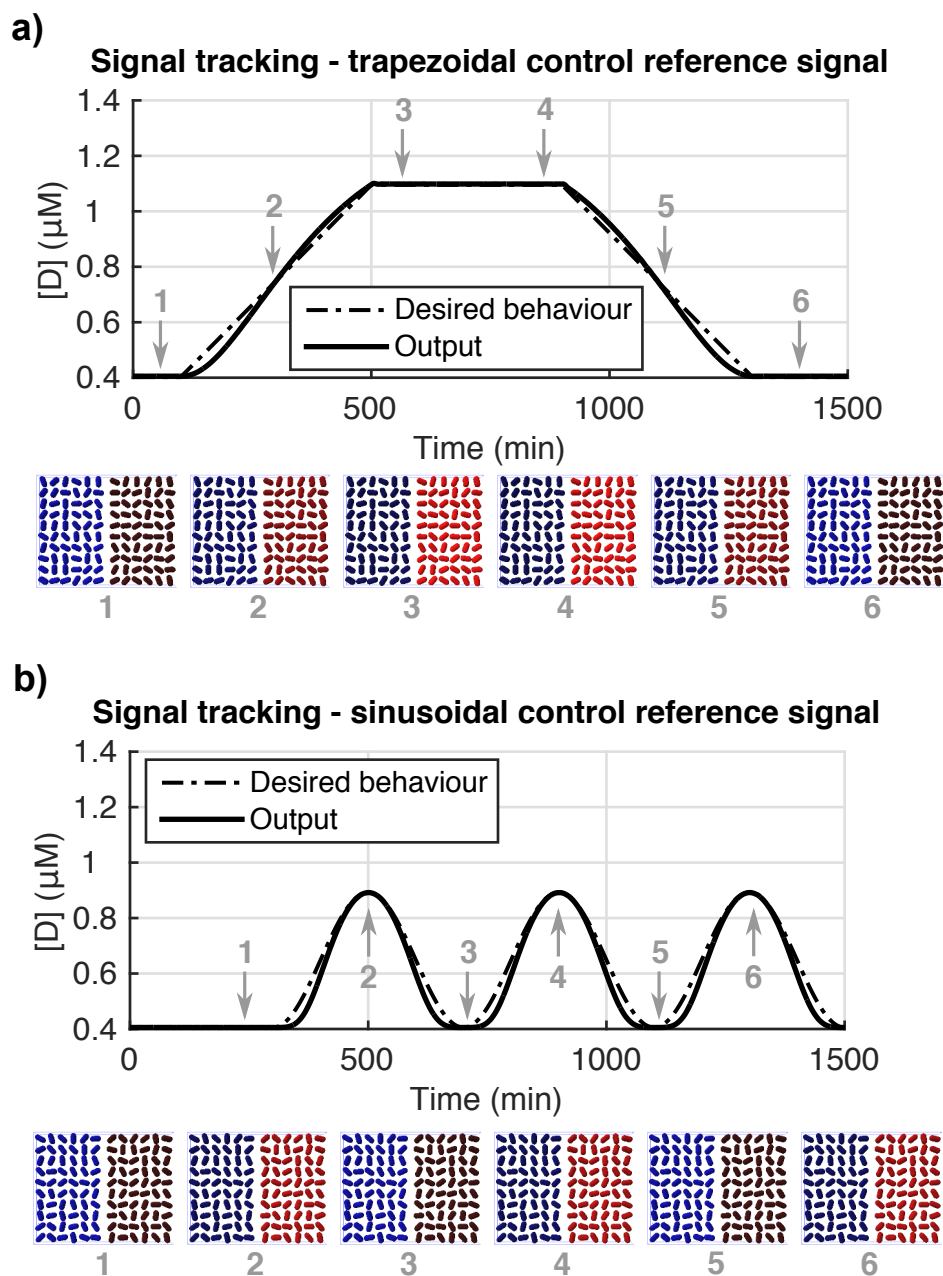 a)
Signal tracking - trapezoidal control reference signal
1.4
1.2
1
0.8
0.6
0.4
[D] (µM)
1
2
3
4
5
6
Desired behaviour
Output
0 500 1000 1500
Time (min)
1 2 3 4 5 6
b)
Signal tracking - sinusoidal control reference signal
1.4
1.2
1
0.8
0.6
0.4
[D] (µM)
Desired behaviour
Output
1
2
3
4
5
6
0 500 1000 1500
Time (min)
1 2 3 4 5 6